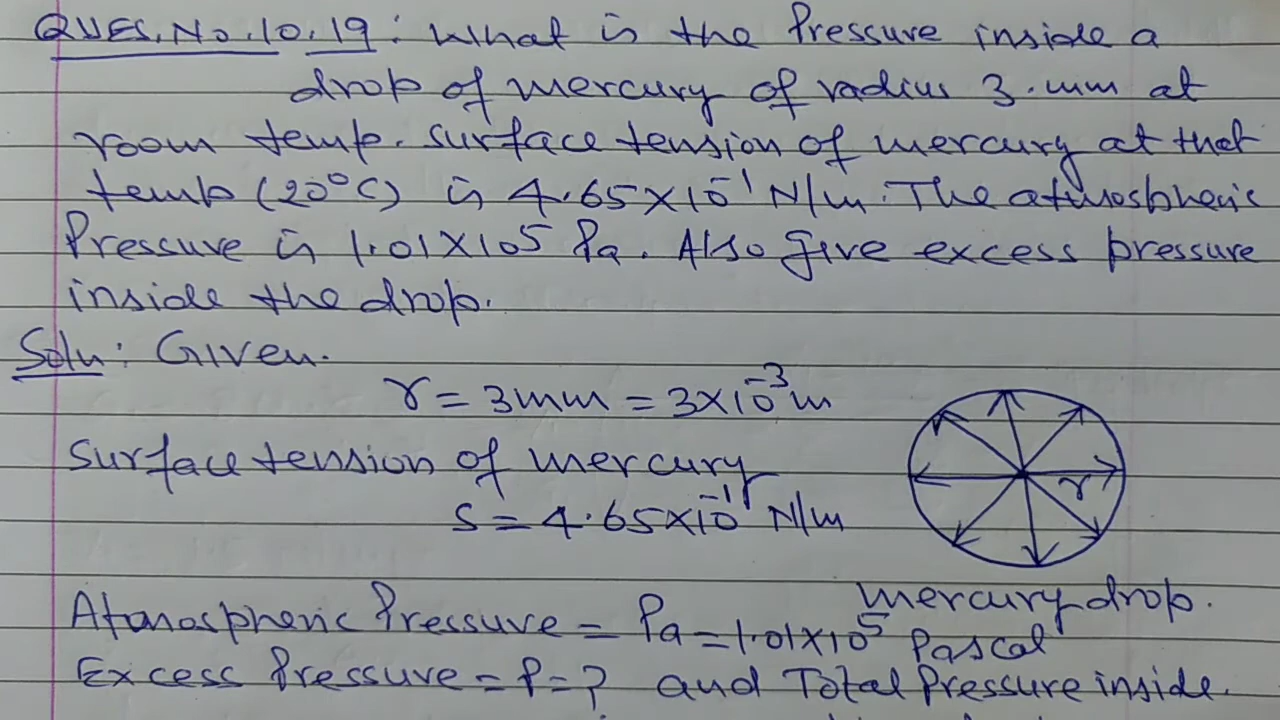 QUES. No. 10.19: What is the Pressure inside a
drop of mercury of radius 3.mm at
room temp. surface tension of mercury at that
temp (20°C) is 4.65×10⁻¹ N/m. The atmospheric
Pressure is 1.01×10⁵ Pa. Also give excess pressure
inside the drop.
Soln: Given.
r = 3mm = 3×10⁻³m
Surface tension of mercury
S = 4.65×10⁻¹ N/m
r
mercury drop.
Atmospheric Pressure = Pa = 1.01×10⁵ Pascal
Excess Pressure = P = ? and Total Pressure inside.